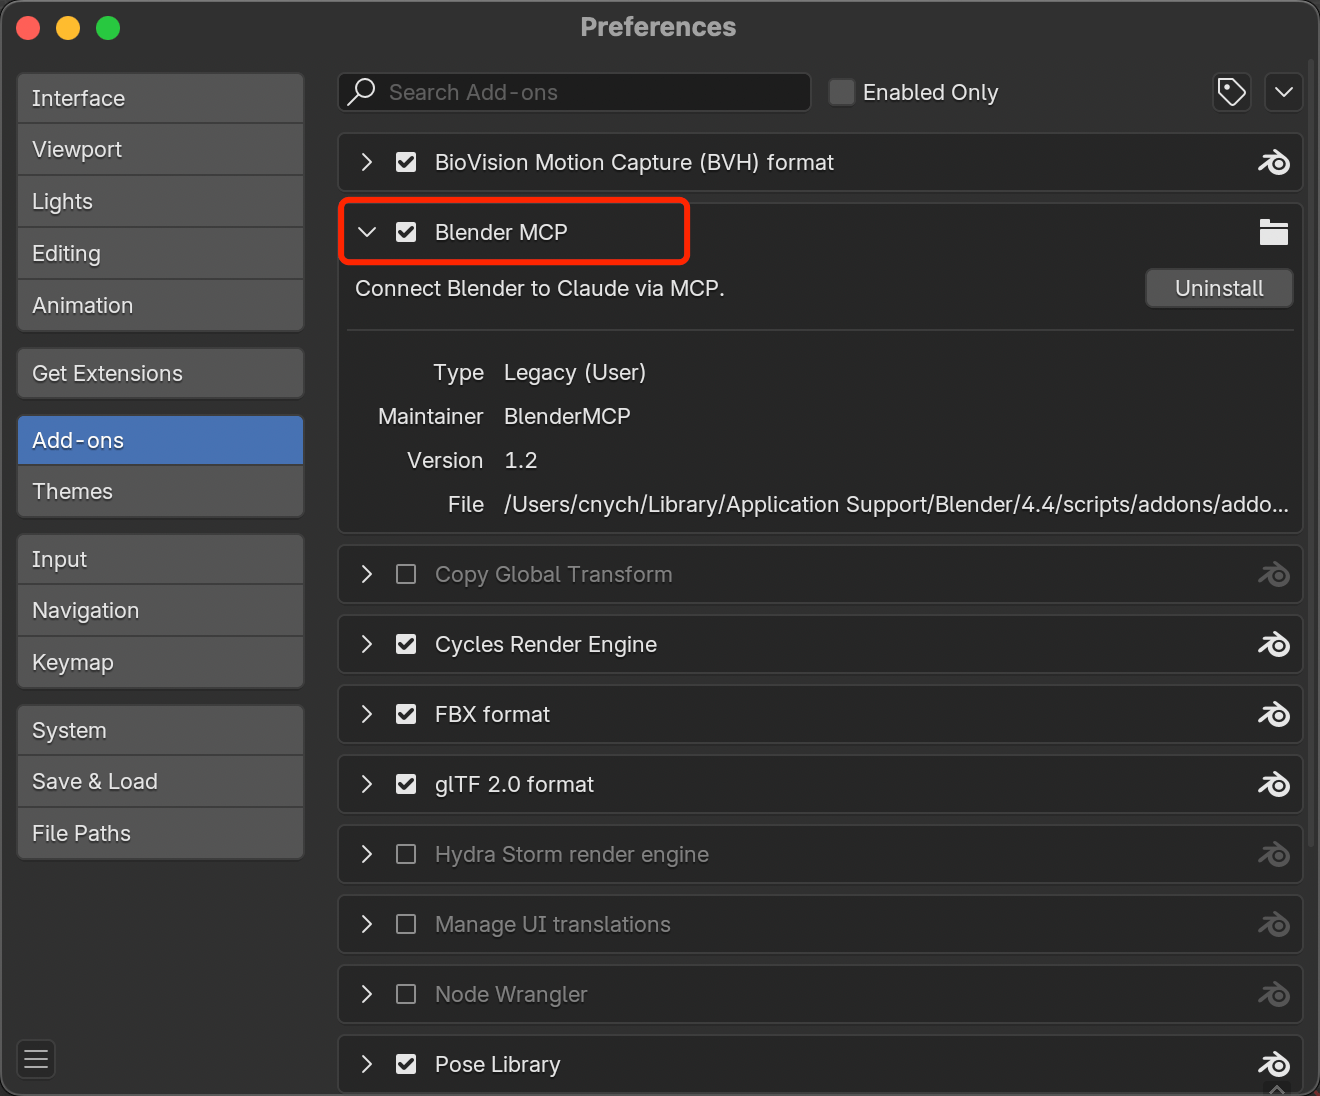 Preferences
Interface
Viewport
Lights
Editing
Animation
Get Extensions
Add-ons
Themes
Input
Navigation
Keymap
System
Save & Load
File Paths
Search Add-ons
Enabled Only
BioVision Motion Capture (BVH) format
Blender MCP
Connect Blender to Claude via MCP.
Uninstall
Type Legacy (User)
Maintainer BlenderMCP
Version 1.2
File /Users/cnych/Library/Application Support/Blender/4.4/scripts/addons/addo...
Copy Global Transform
Cycles Render Engine
FBX format
glTF 2.0 format
Hydra Storm render engine
Manage UI translations
Node Wrangler
Pose Library